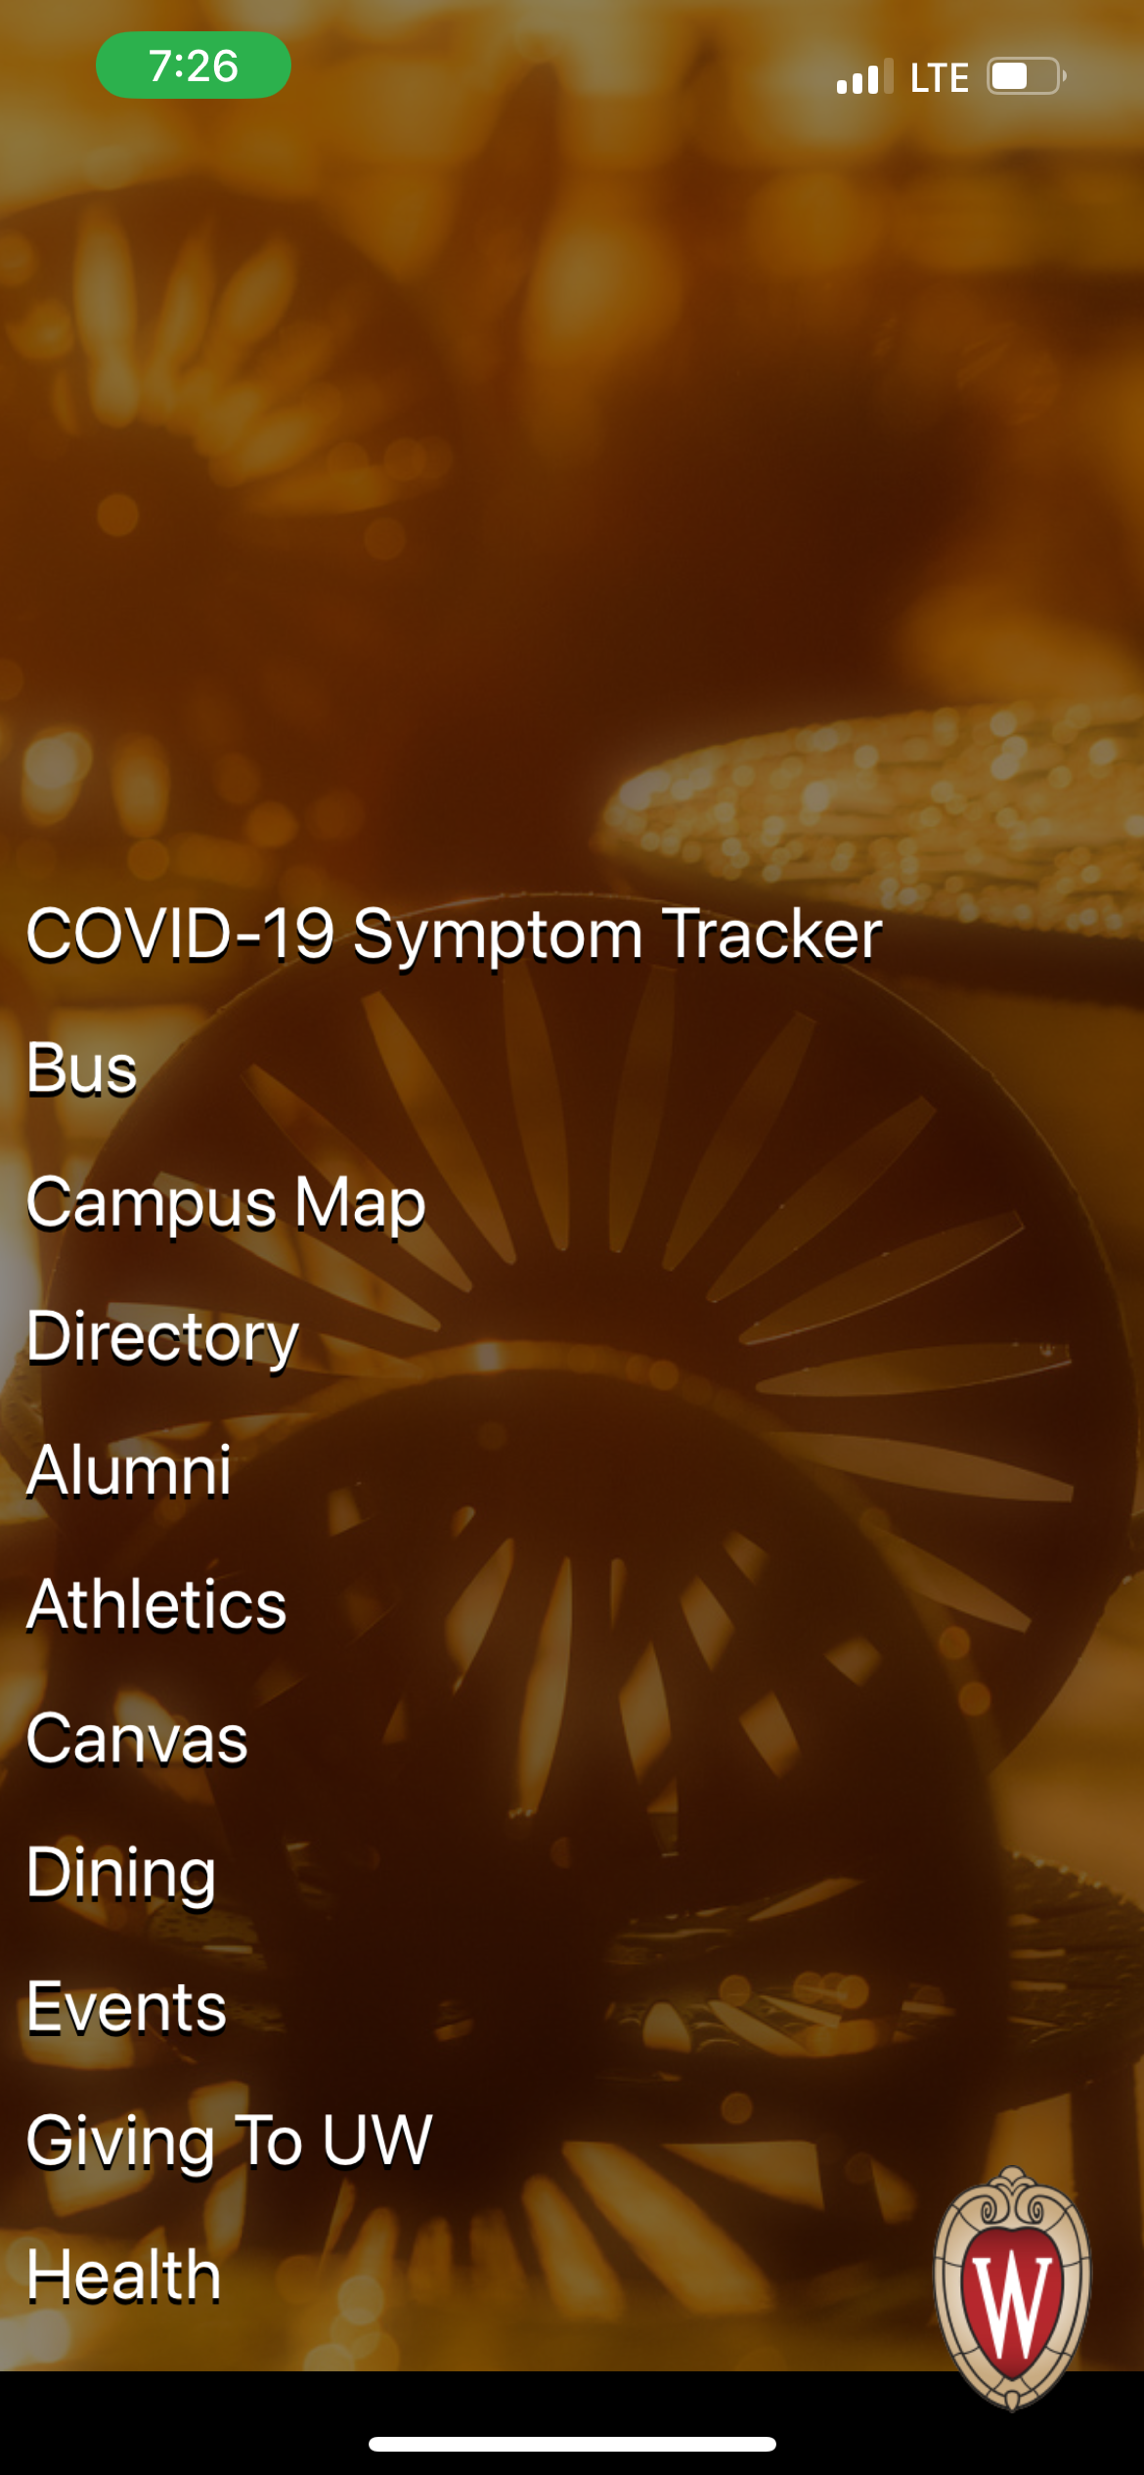 7:26
LTE
COVID-19 Symptom Tracker
Bus
Campus Map
Directory
Alumni
Athletics
Canvas
Dining
Events
Giving To UW
Health
W